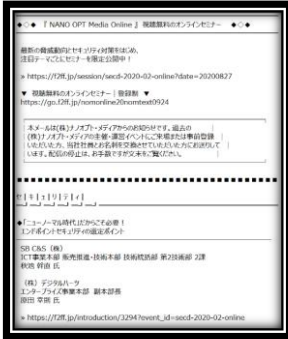 ◆◇◆ 『 NANO OPT Media Online 』 視聴無料のオンラインセミナー ◆◇◆
最新の脅威動向とセキュリティ対策をはじめ、
注目テーマごとにセミナーを限定公開中！
» https://f2ff.jp/session/secd-2020-02-online?date=20200827
▼ 視聴無料のオンラインセミナー｜登録制 ▼
https://go.f2ff.jp/nomonline20nomtext0924
本メールは(株)ナノオプト・メディアからのお知らせです。過去の
(株)ナノオプト・メディアの主催・運営イベントにご来場または事前登録
いただいた方、当社社員とお名刺を交換させていただいた方にお送りして
います。配信の停止は、お手数ですが文末をご覧ください。
セ|キ|ュ|リ|テ|ィ|
◆「ニューノーマル時代」だからこそ必要！
エンドポイントセキュリティの選定ポイント
SB C&S（株）
ICT事業本部 販売推進・技術本部 技術統括部 第2技術部 2課
秋池 幹直 氏
（株）デジタルハーツ
エンタープライズ事業本部 副本部長
原田 幸則 氏
» https://f2ff.jp/introduction/3294?event_id=secd-2020-02-online